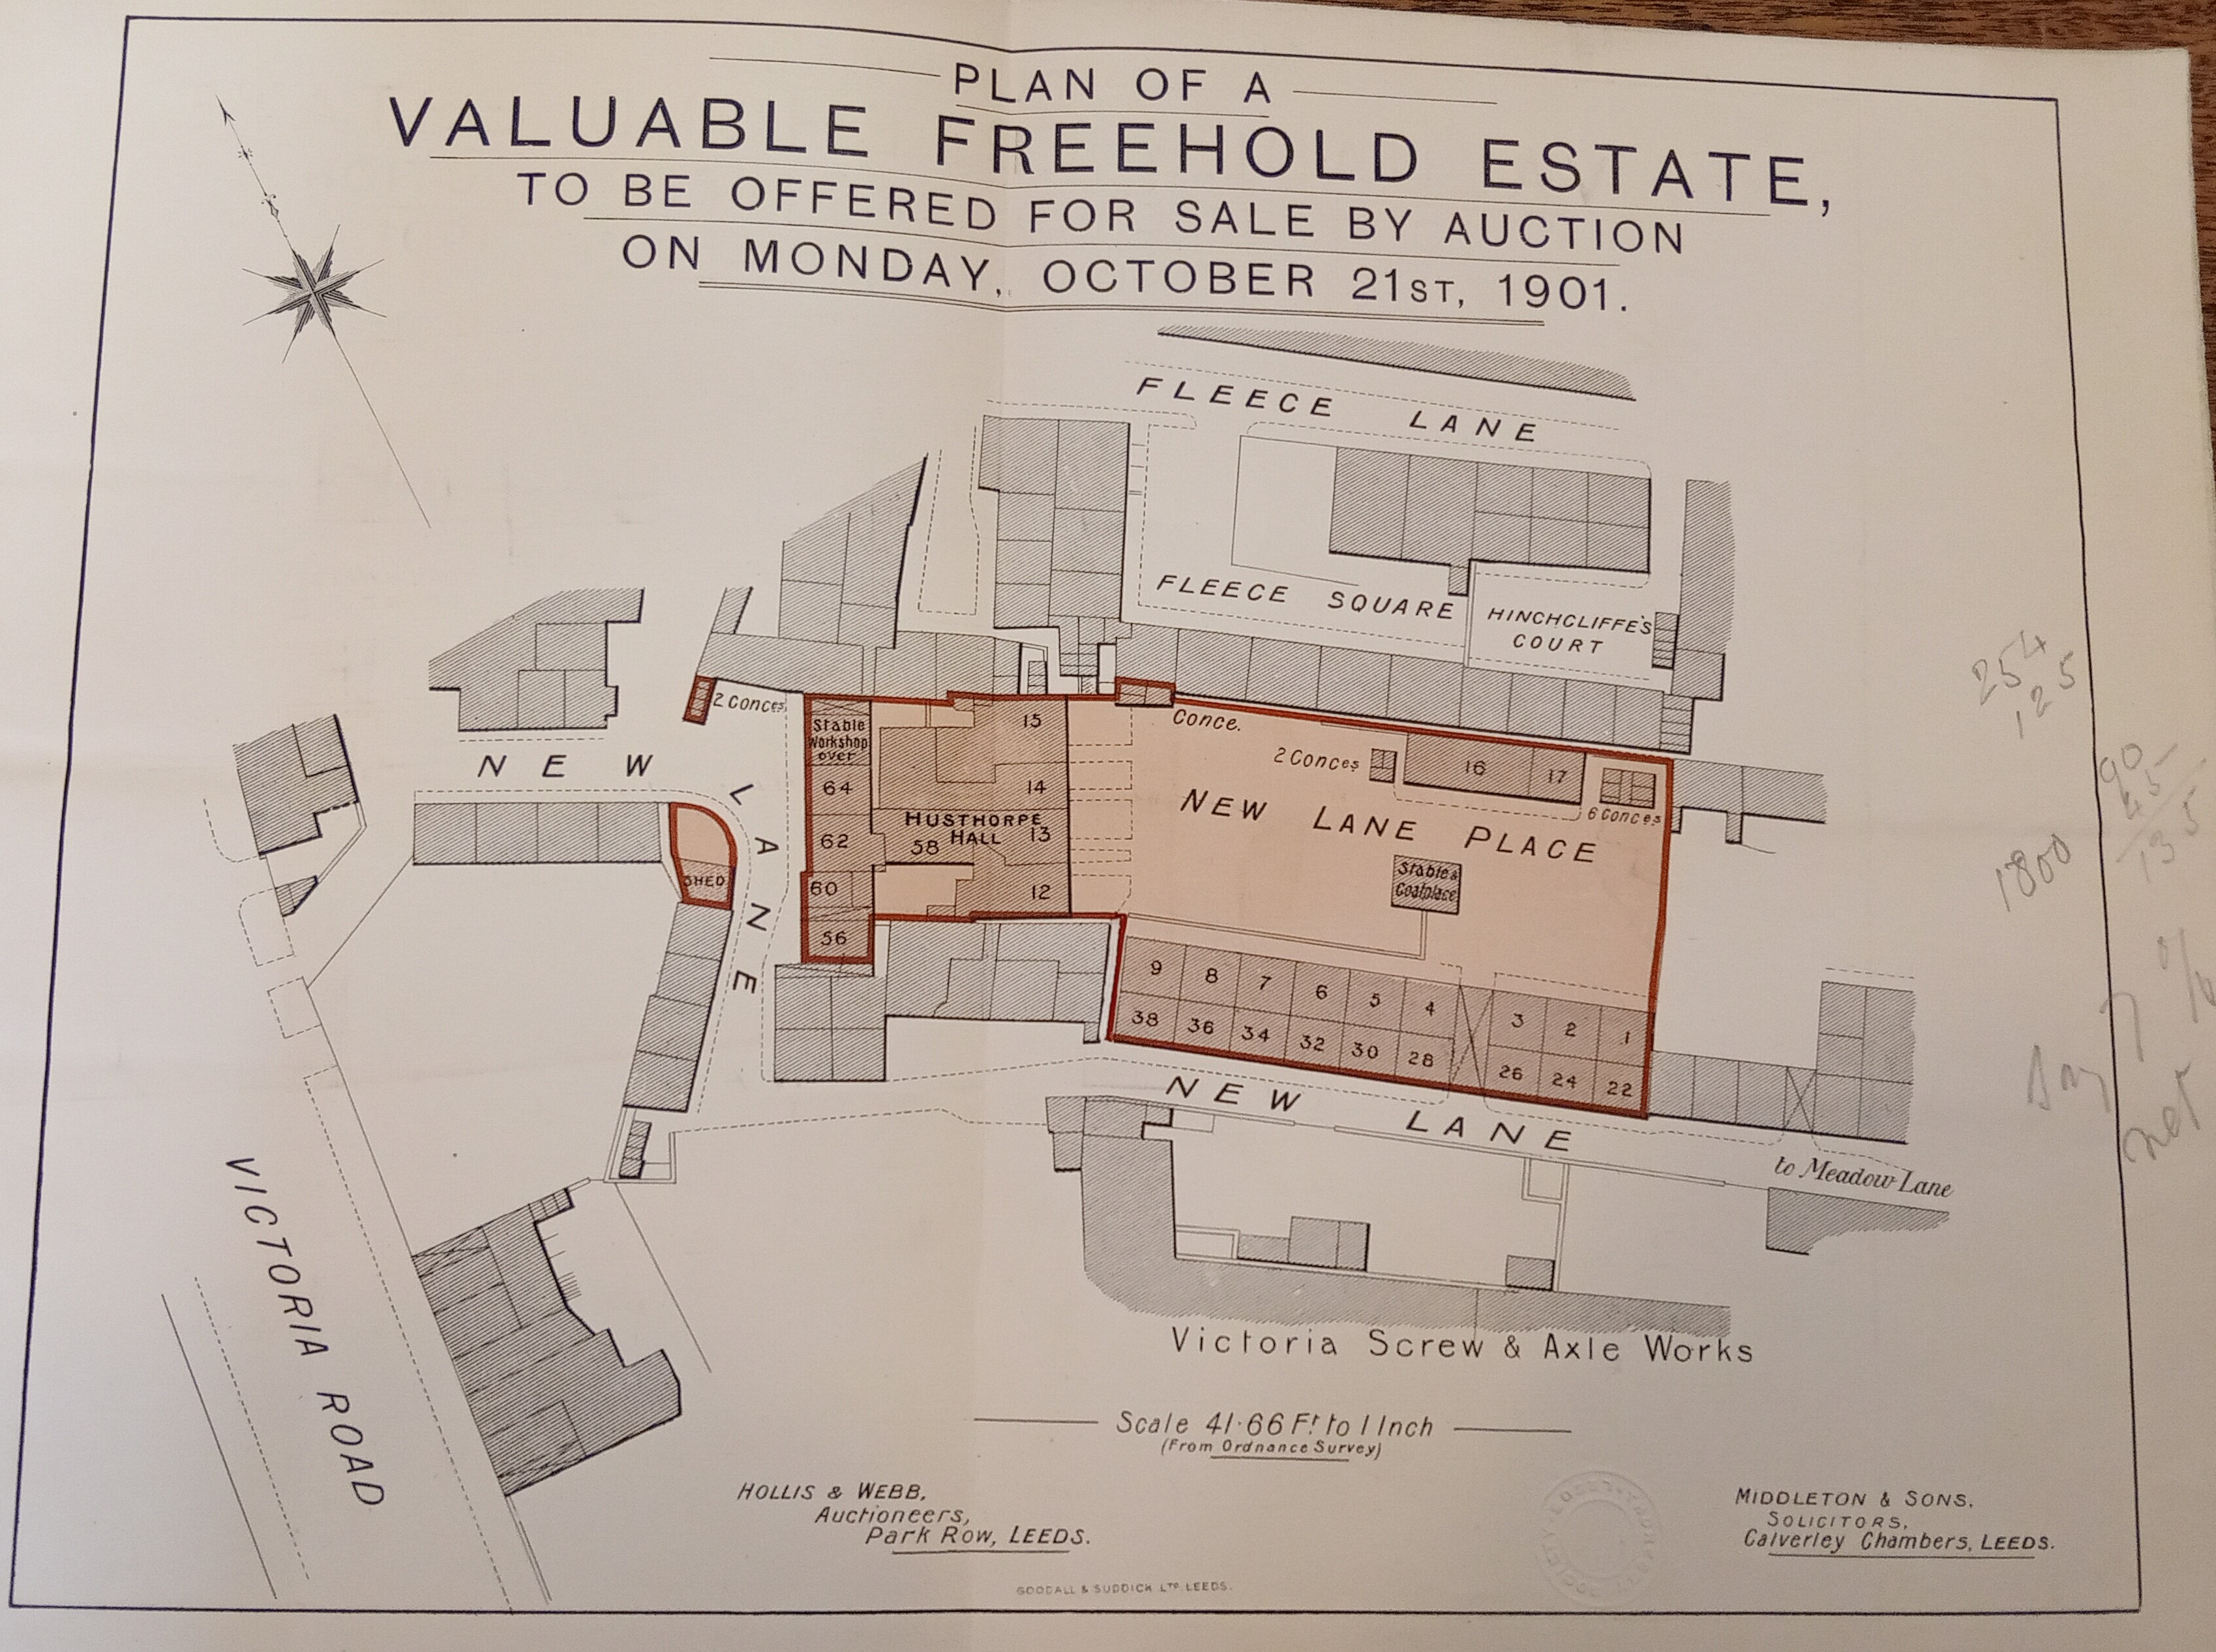 PLAN OF A
VALUABLE FREEHOLD ESTATE,
TO BE OFFERED FOR SALE BY AUCTION
ON MONDAY, OCTOBER 21ST, 1901.
FLEECE LANE
FLEECE SQUARE
HINCHCLIFFE'S
COURT
2 Conces
Conce.
Stable
Workshop
over
15
2 Conces
16
17
6 Conces
NEW LANE
64
14
NEW LANE PLACE
HUSTHORPE
HALL
62
58
13
SHED
60
12
Stable &
Coalplace
56
9 8 7 6 5 4 3 2 1
38 36 34 32 30 28 26 24 22
NEW LANE
to Meadow Lane
VICTORIA ROAD
Victoria Screw & Axle Works
Scale 41·66 Ft. to 1 Inch
(From Ordnance Survey)
HOLLIS & WEBB,
Auctioneers,
Park Row, LEEDS.
MIDDLETON & SONS,
SOLICITORS,
Calverley Chambers, LEEDS.
GOODALL & SUDDICK LTD LEEDS.
254
125
90
45
135
1800
Say 7 %
net